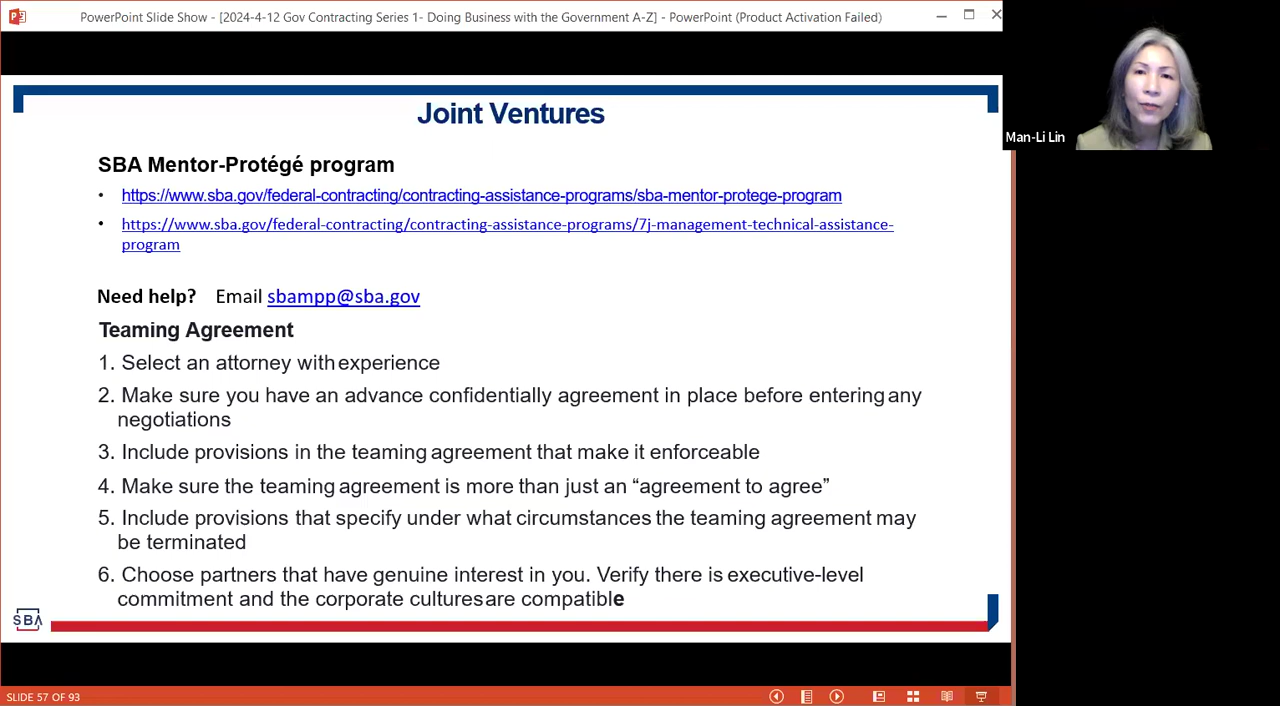 PowerPoint Slide Show - [2024-4-12 Gov Contracting Series 1- Doing Business with the Government A-Z] - PowerPoint (Product Activation Failed)
Joint Ventures
Man-Li Lin
SBA Mentor-Protégé program
• https://www.sba.gov/federal-contracting/contracting-assistance-programs/sba-mentor-protege-program
• https://www.sba.gov/federal-contracting/contracting-assistance-programs/7j-management-technical-assistance-
program
Need help? Email sbampp@sba.gov
Teaming Agreement
1. Select an attorney with experience
2. Make sure you have an advance confidentially agreement in place before entering any
negotiations
3. Include provisions in the teaming agreement that make it enforceable
4. Make sure the teaming agreement is more than just an “agreement to agree”
5. Include provisions that specify under what circumstances the teaming agreement may
be terminated
6. Choose partners that have genuine interest in you. Verify there is executive-level
commitment and the corporate cultures are compatible
SBA
SLIDE 57 OF 93